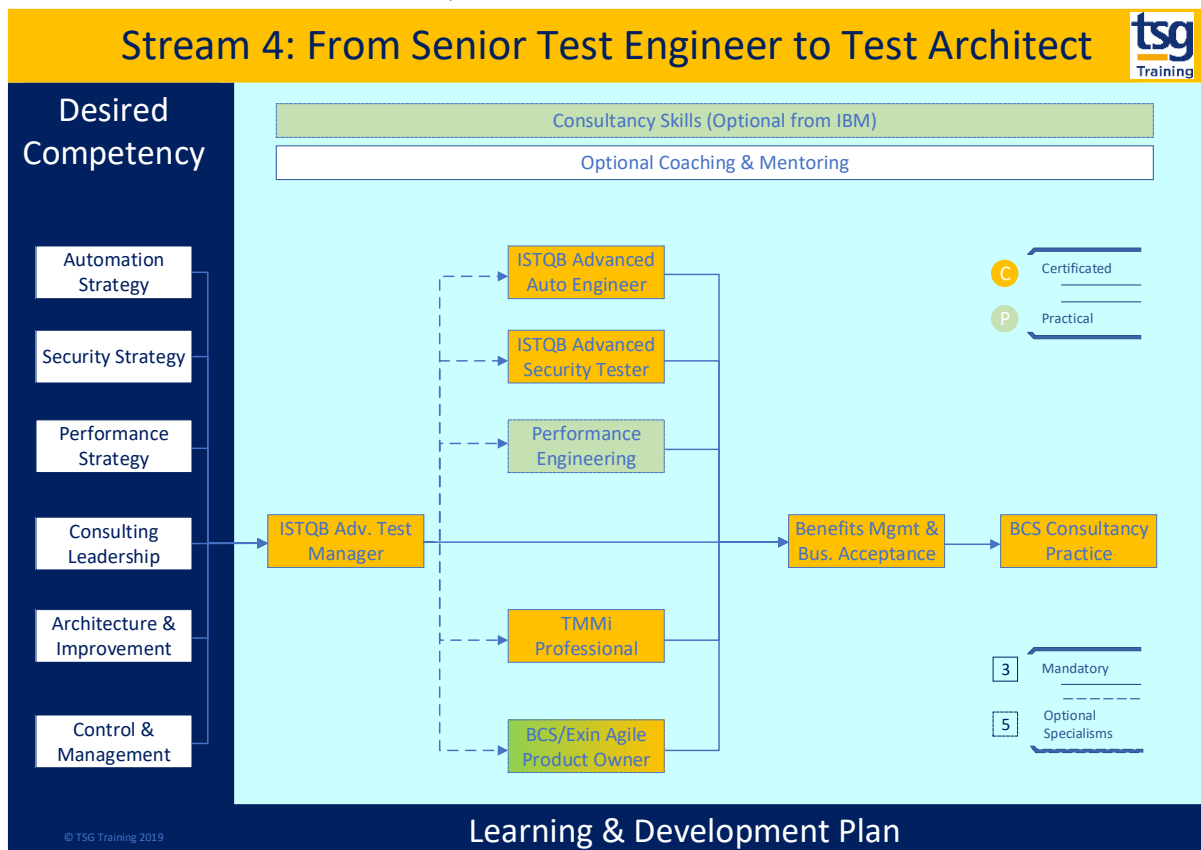 Stream 4: From Senior Test Engineer to Test Architect
tsg
Training
Desired
Competency
Consultancy Skills (Optional from IBM)
Optional Coaching & Mentoring
Automation
Strategy
Security Strategy
Performance
Strategy
Consulting
Leadership
Architecture &
Improvement
Control &
Management
ISTQB Adv. Test
Manager
ISTQB Advanced
Auto Engineer
ISTQB Advanced
Security Tester
Performance
Engineering
TMMi
Professional
BCS/Exin Agile
Product Owner
Benefits Mgmt &
Bus. Acceptance
BCS Consultancy
Practice
C
Certificated
P
Practical
3
Mandatory
5
Optional
Specialisms
© TSG Training 2019
Learning & Development Plan